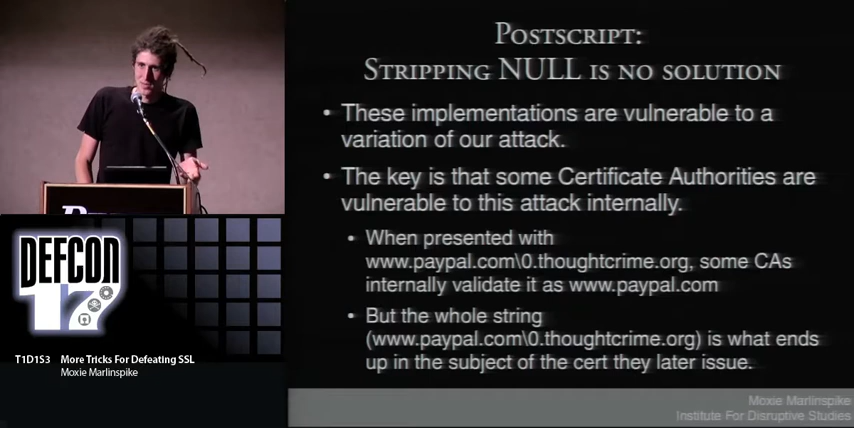 POSTSCRIPT:
STRIPPING NULL IS NO SOLUTION
• These implementations are vulnerable to a
variation of our attack.
• The key is that some Certificate Authorities are
vulnerable to this attack internally.
• When presented with
www.paypal.com\0.thoughtcrime.org, some CAs
internally validate it as www.paypal.com
• But the whole string
(www.paypal.com\0.thoughtcrime.org) is what ends
up in the subject of the cert they later issue.
Moxie Marlinspike
Institute For Disruptive Studies
DEFCON
17
T1D1S3 More Tricks For Defeating SSL
Moxie Marlinspike